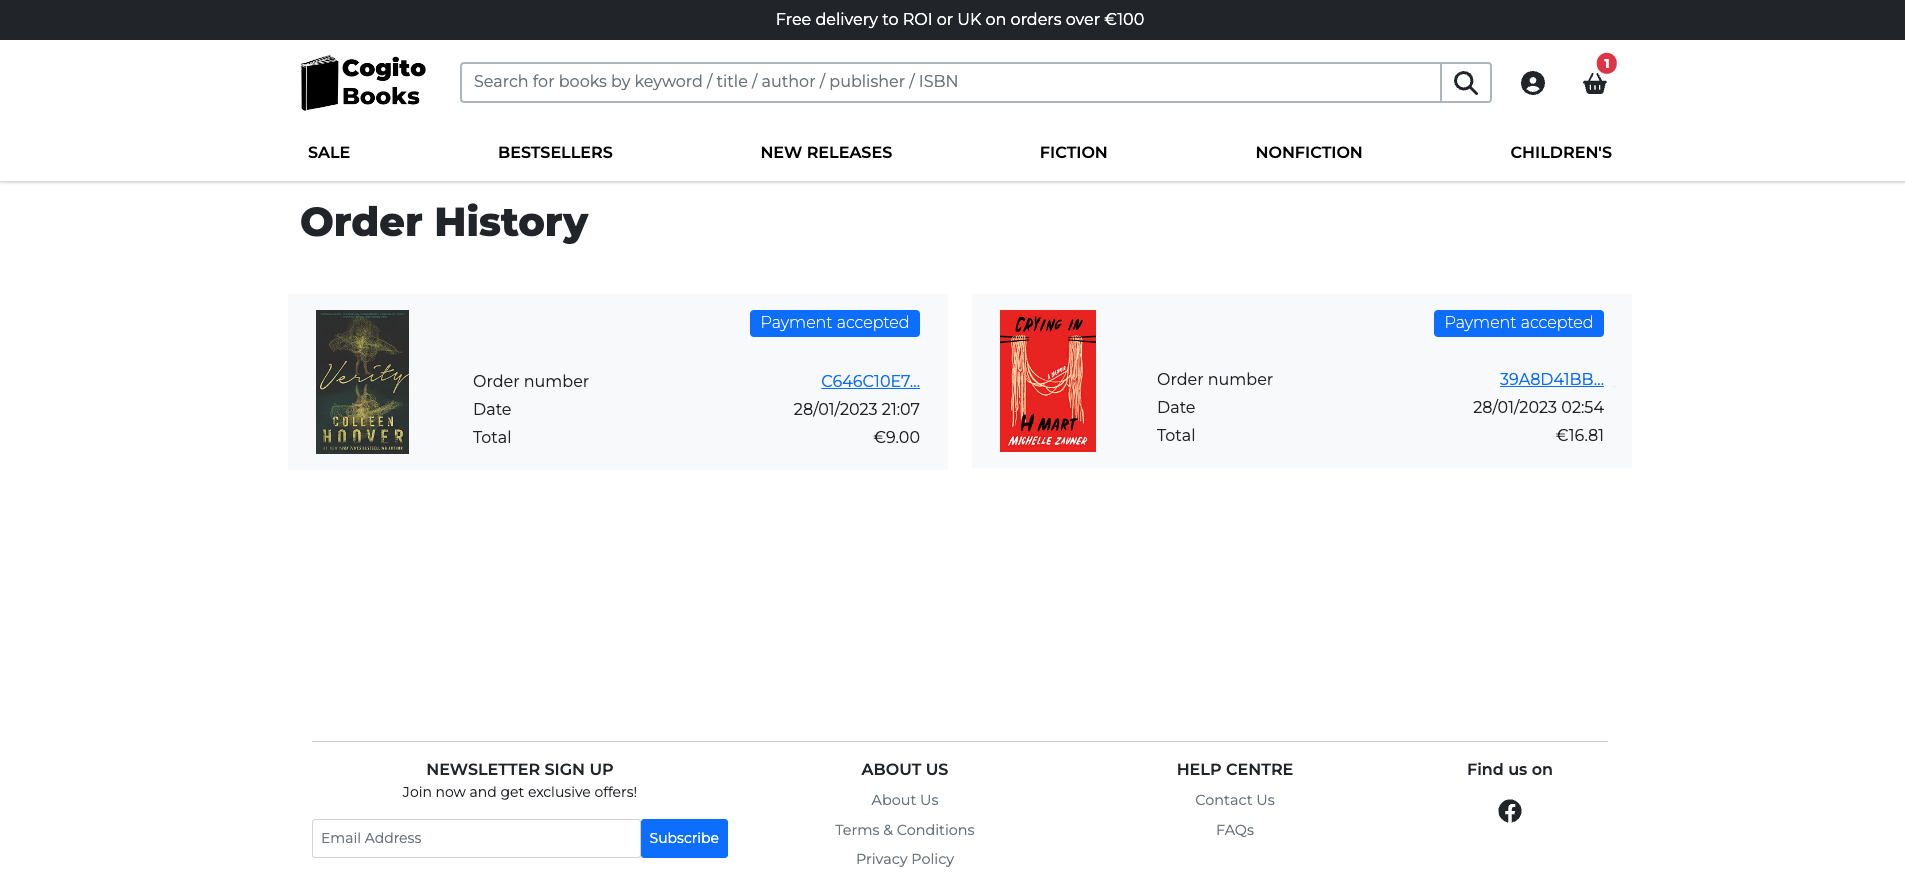 Free delivery to ROI or UK on orders over €100
Cogito
Books
Search for books by keyword / title / author / publisher / ISBN
1
SALE
BESTSELLERS
NEW RELEASES
FICTION
NONFICTION
CHILDREN'S
Order History
Verity
COLLEEN
HOOVER
Payment accepted
Order number
C646C10E7...
Date
28/01/2023 21:07
Total
€9.00
CRYING IN
H MART
MICHELLE ZAUNER
Payment accepted
Order number
39A8D41BB...
Date
28/01/2023 02:54
Total
€16.81
NEWSLETTER SIGN UP
Join now and get exclusive offers!
Email Address
Subscribe
ABOUT US
About Us
Terms & Conditions
Privacy Policy
HELP CENTRE
Contact Us
FAQs
Find us on